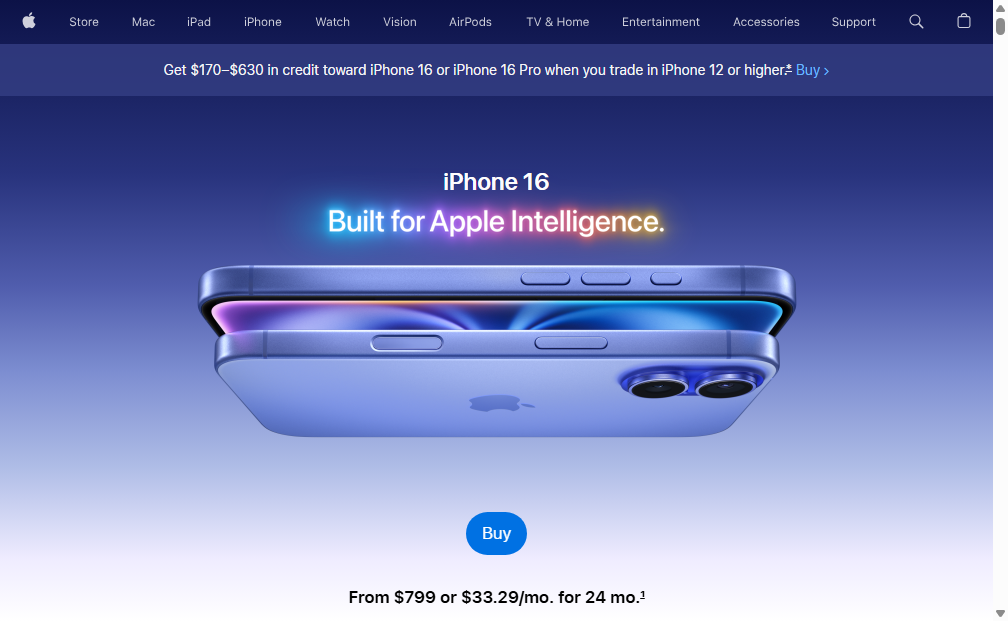 Store Mac iPad iPhone Watch Vision AirPods TV & Home Entertainment Accessories Support
Get $170–$630 in credit toward iPhone 16 or iPhone 16 Pro when you trade in iPhone 12 or higher.* Buy >
iPhone 16
Built for Apple Intelligence.
Buy
From $799 or $33.29/mo. for 24 mo.¹